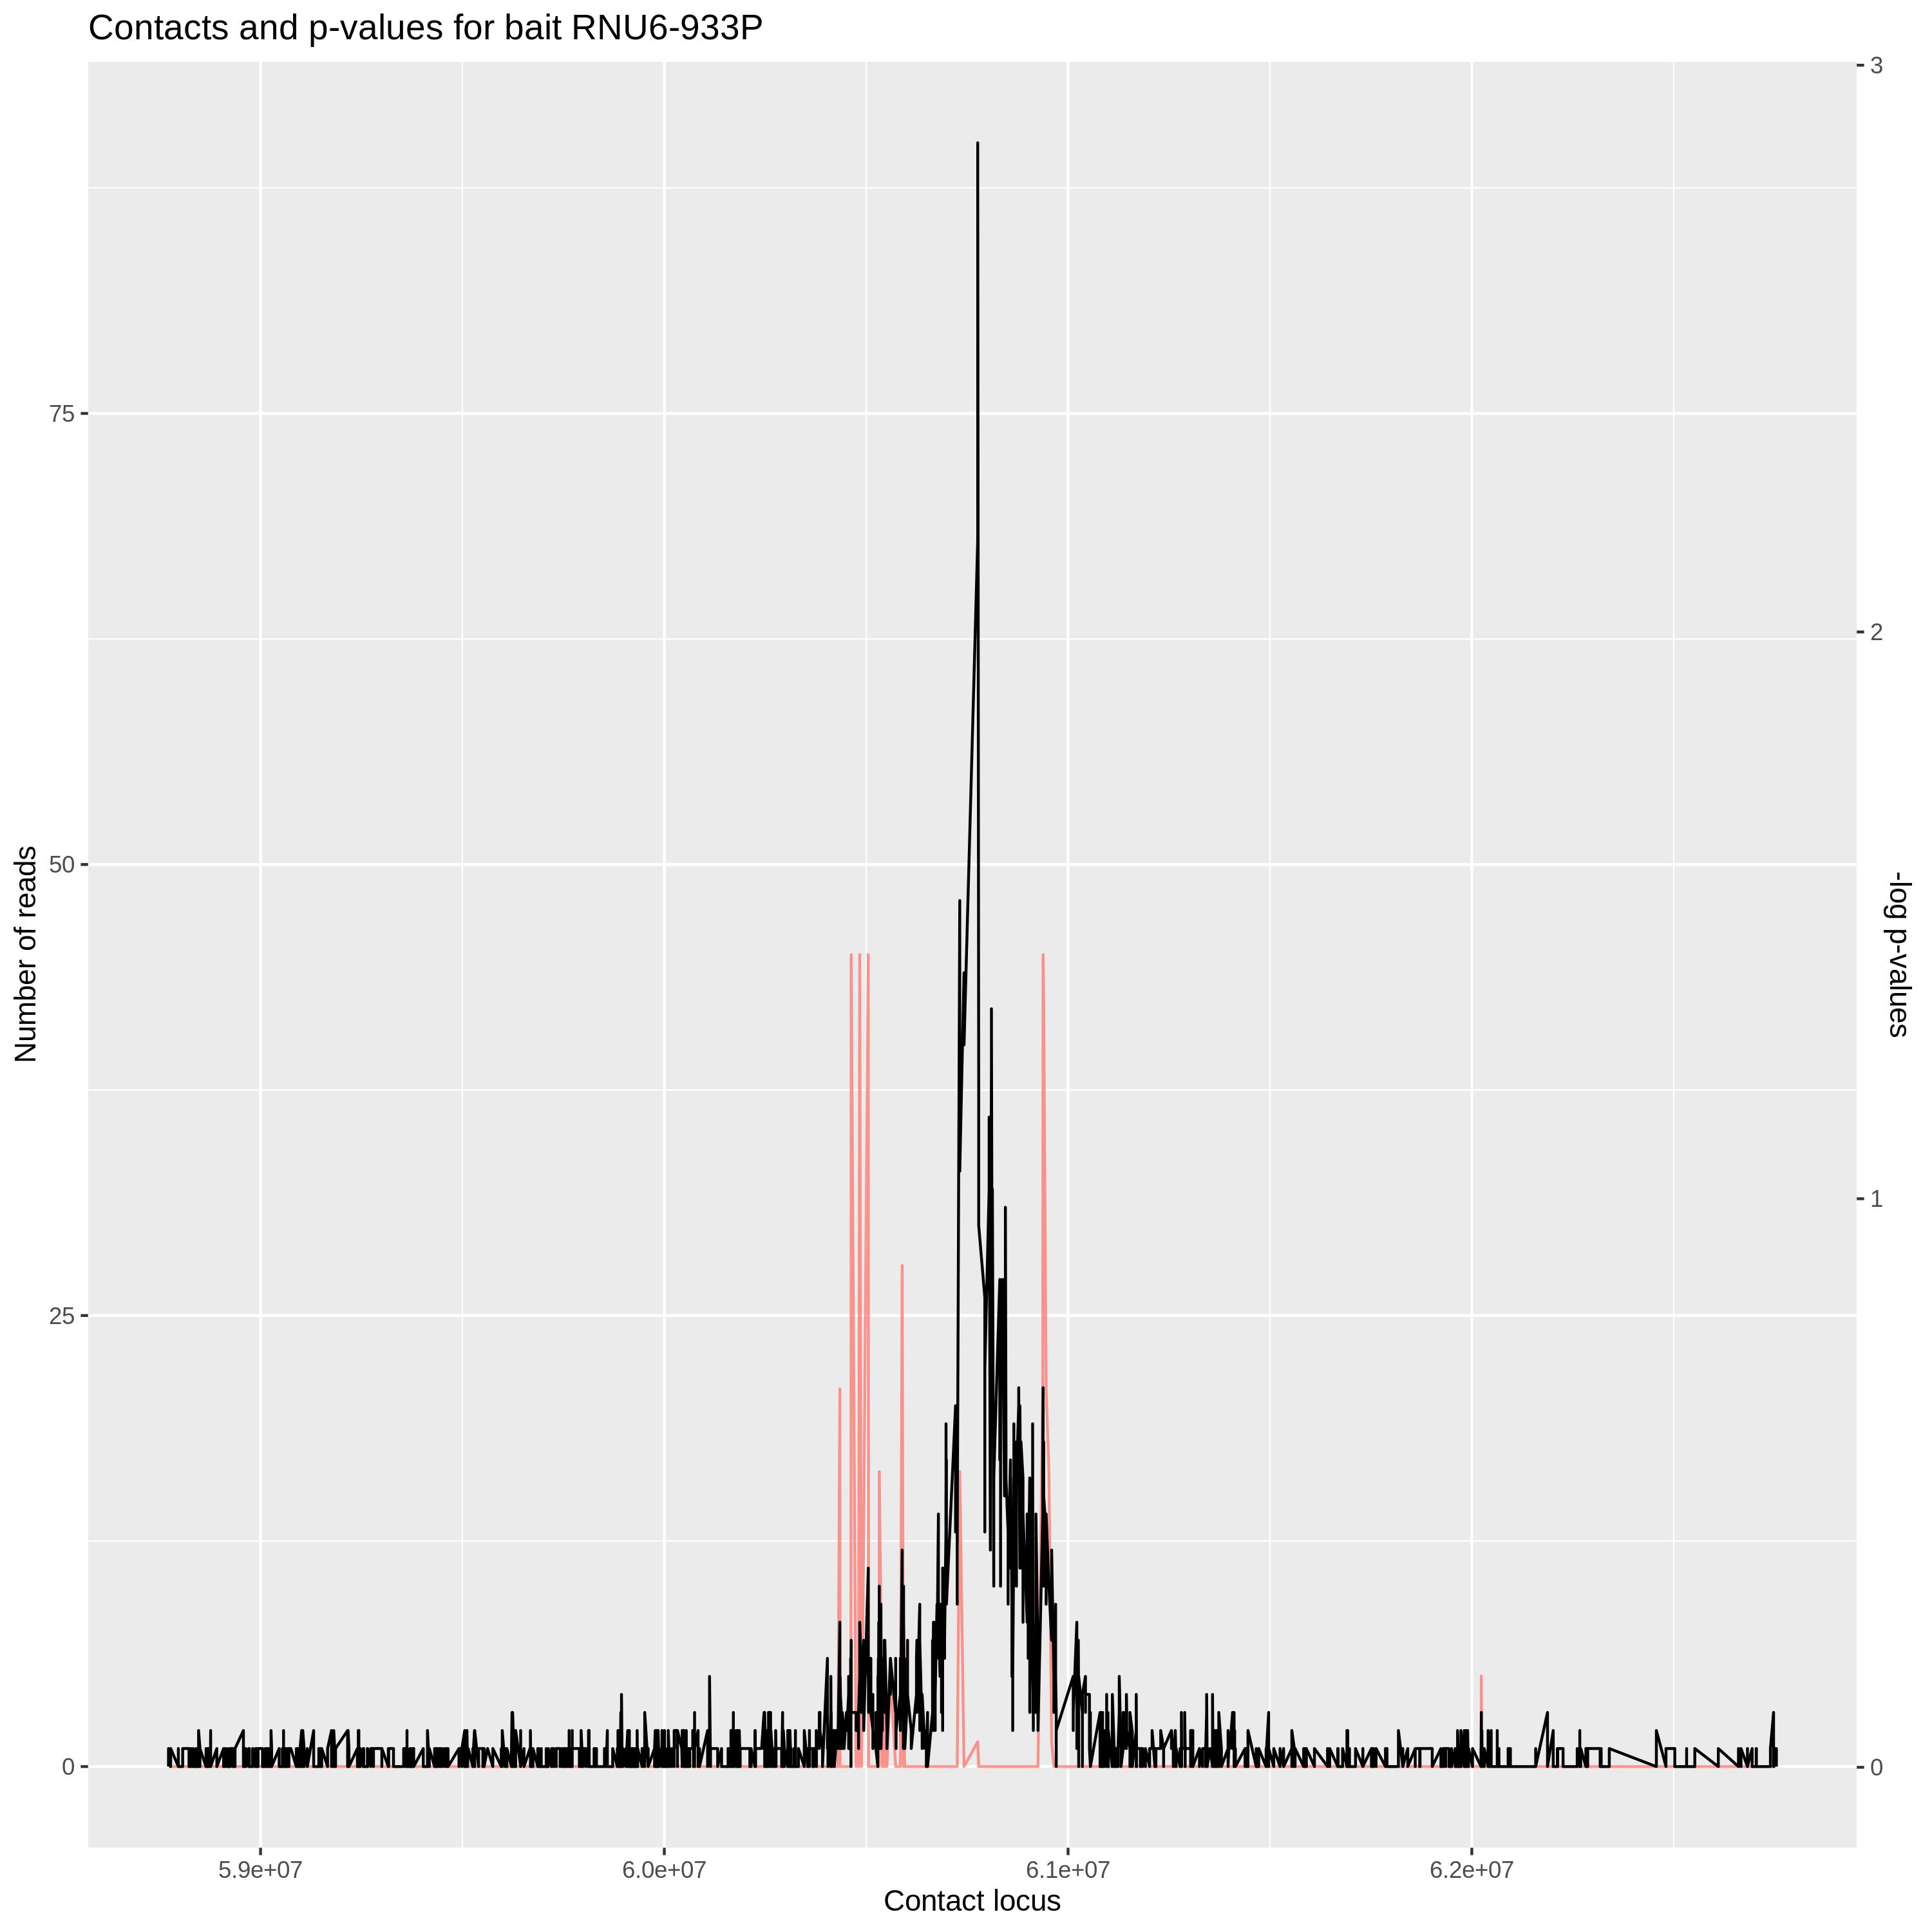 Contacts and p-values for bait RNU6-933P
3
75
2
50
Number of reads
-log p-values
1
25
0
0
5.9e+07 6.0e+07 6.1e+07 6.2e+07
Contact locus